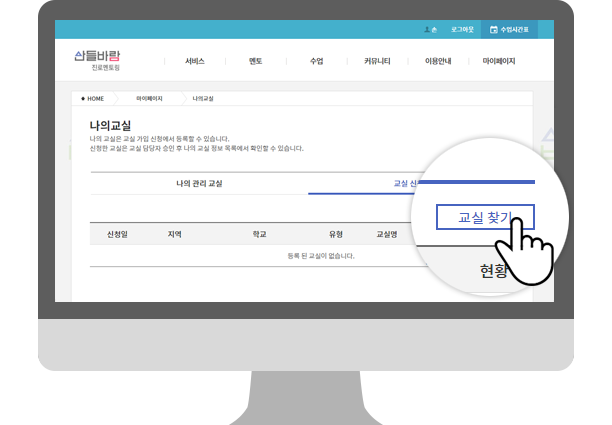 로그아웃 수업시간표
산들바람
진로멘토링
서비스 멘토 수업 커뮤니티 이용안내 마이페이지
HOME 마이페이지 나의교실
나의교실
나의 교실은 교실 가입 신청에서 등록할 수 있습니다.
신청한 교실은 교실 담당자 승인 후 나의 교실 정보 목록에서 확인할 수 있습니다.
나의 관리 교실 교실 신
교실 찾기
신청일 지역 학교 유형 교실명
현황
등록 된 교실이 없습니다.